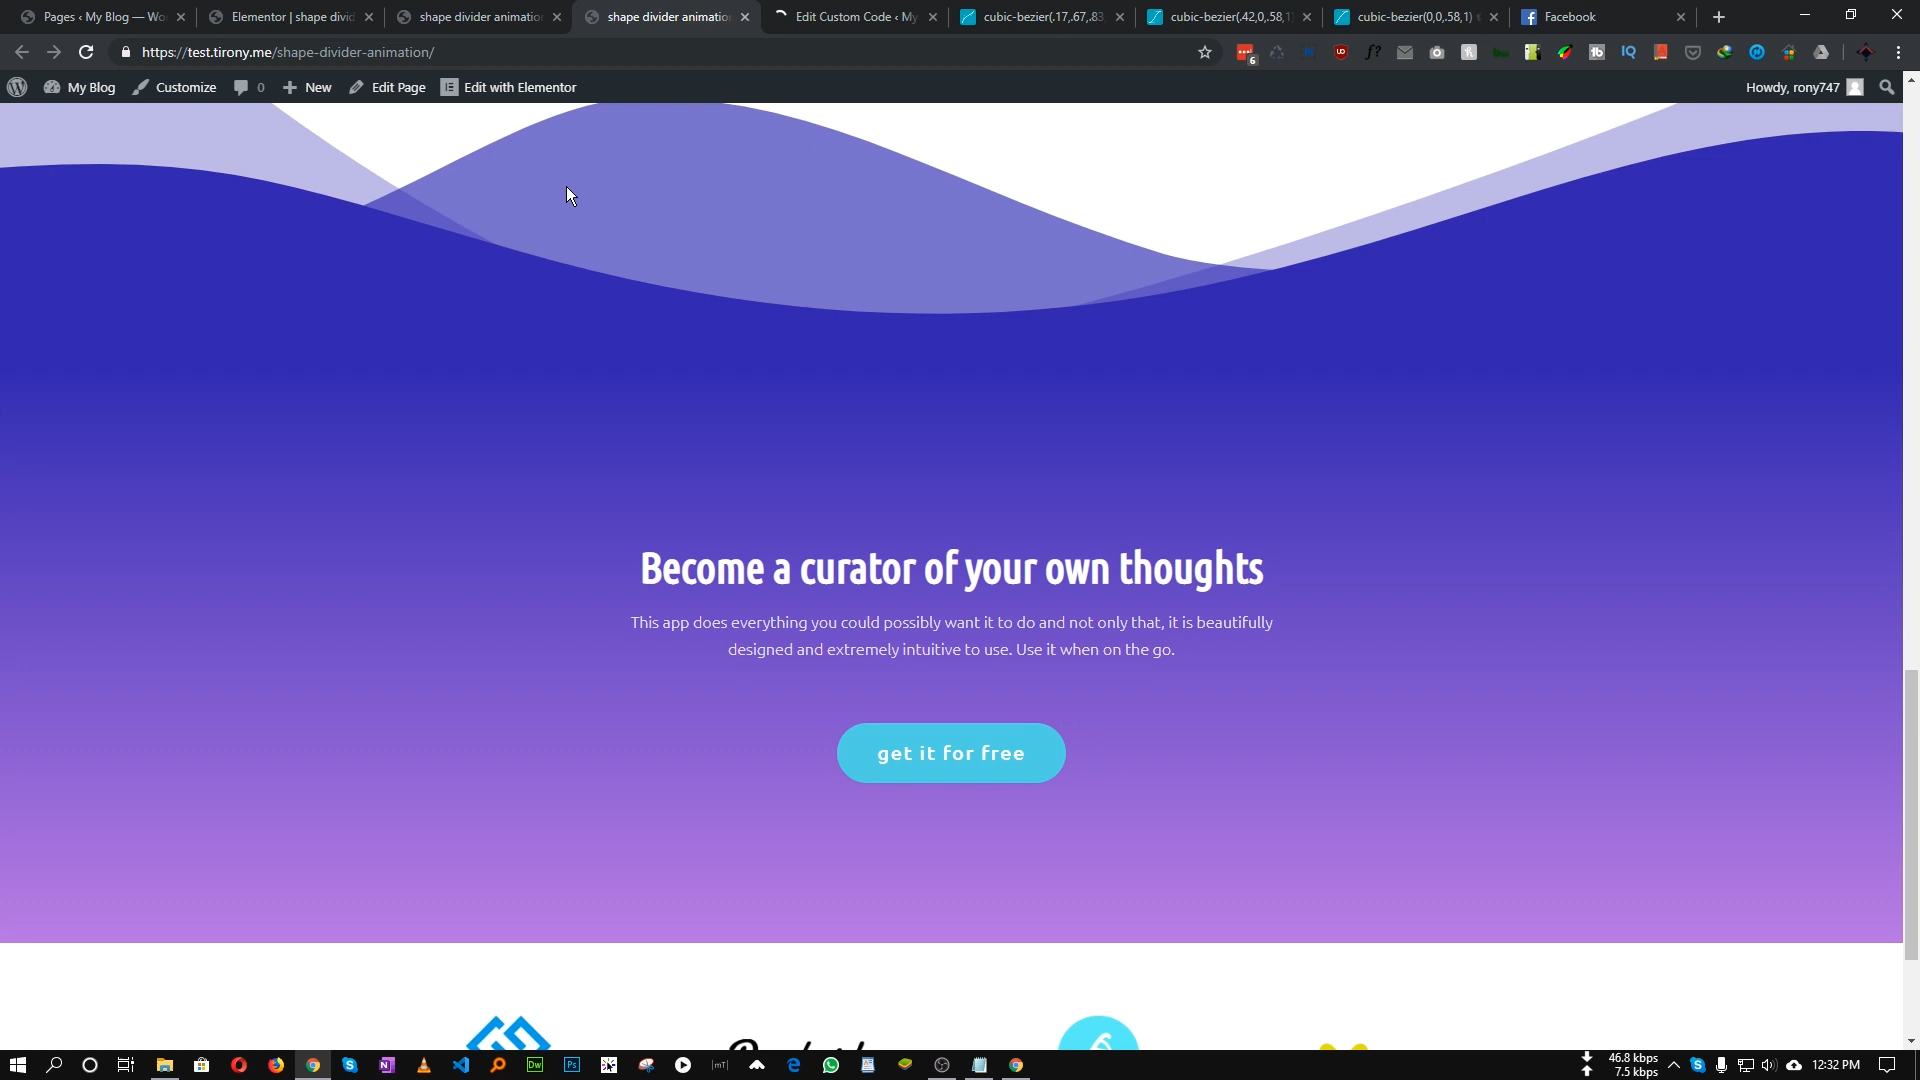 Pages ‹ My Blog — Wo
Elementor | shape divid
shape divider animatio
shape divider animatio
Edit Custom Code ‹ My
cubic-bezier(.17,.67,.83
cubic-bezier(.42,0,.58,1)
cubic-bezier(0,0,.58,1)
Facebook
https://test.tirony.me/shape-divider-animation/
6
My Blog
Customize
0
New
Edit Page
Edit with Elementor
Howdy, rony747
Become a curator of your own thoughts
This app does everything you could possibly want it to do and not only that, it is beautifully
designed and extremely intuitive to use. Use it when on the go.
get it for free
46.8 kbps
7.5 kbps
12:32 PM